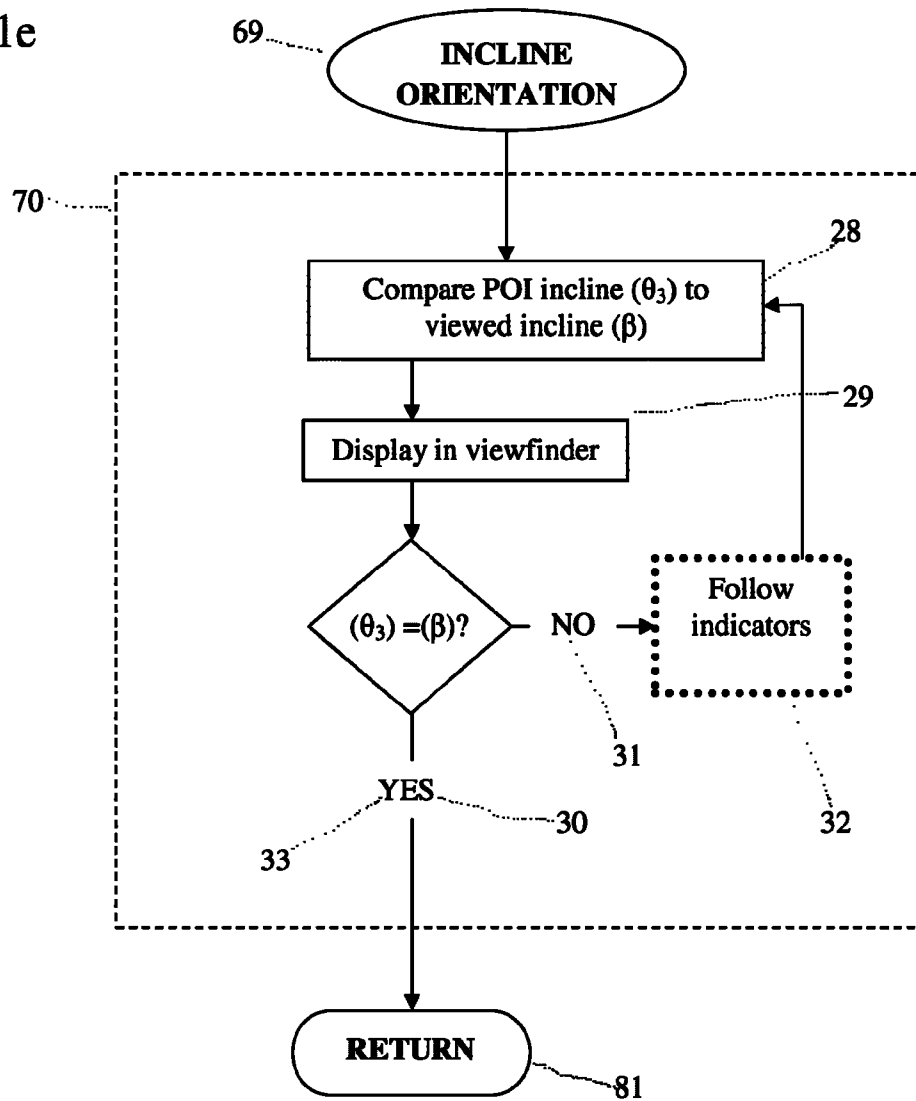 1e
69
INCLINE
ORIENTATION
70
28
Compare POI incline (θ₃) to
viewed incline (β)
29
Display in viewfinder
(θ₃) =(β)?
NO
Follow
indicators
31
32
YES
33
30
RETURN
81